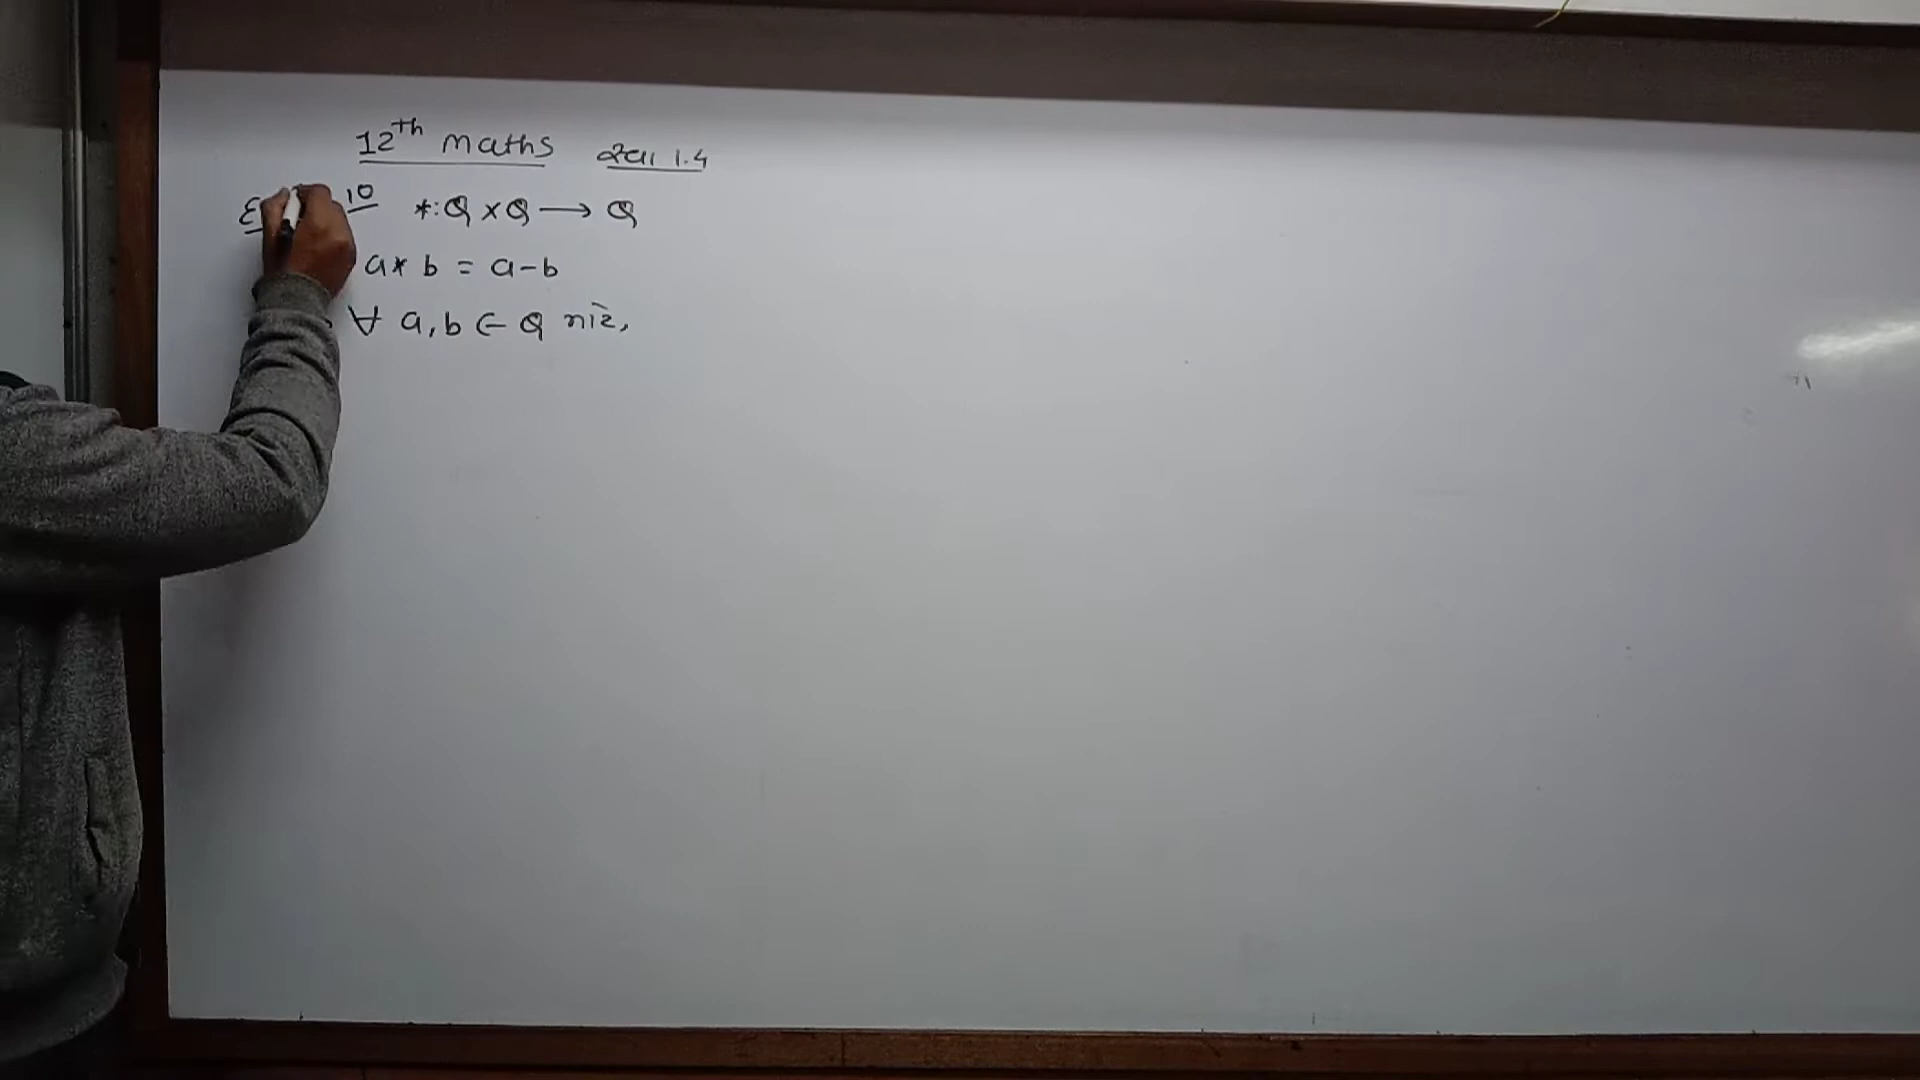 12th maths 1.4
10 *: Q × Q → Q
a * b = a - b
∀ a, b ∈ Q